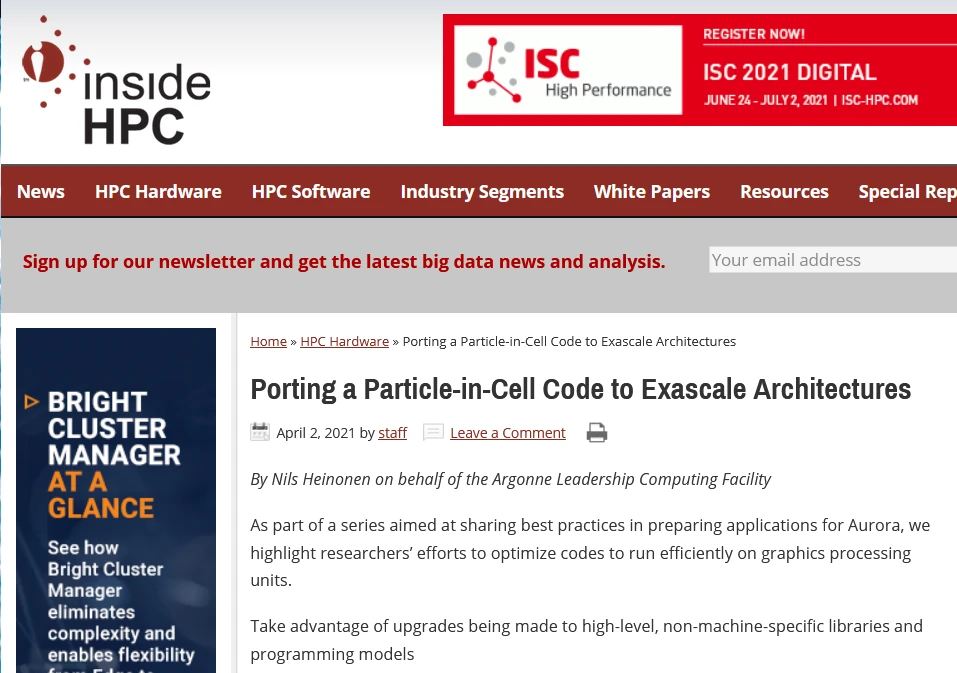 inside
HPC
ISC
High Performance
REGISTER NOW!
ISC 2021 DIGITAL
JUNE 24 - JULY 2, 2021 | ISC-HPC.COM
News HPC Hardware HPC Software Industry Segments White Papers Resources Special Rep
Sign up for our newsletter and get the latest big data news and analysis.
Your email address
BRIGHT
CLUSTER
MANAGER
AT A
GLANCE
See how
Bright Cluster
Manager
eliminates
complexity and
enables flexibility
from Edge to
Home » HPC Hardware » Porting a Particle-in-Cell Code to Exascale Architectures
Porting a Particle-in-Cell Code to Exascale Architectures
April 2, 2021 by staff Leave a Comment
By Nils Heinonen on behalf of the Argonne Leadership Computing Facility
As part of a series aimed at sharing best practices in preparing applications for Aurora, we
highlight researchers’ efforts to optimize codes to run efficiently on graphics processing
units.
Take advantage of upgrades being made to high-level, non-machine-specific libraries and
programming models